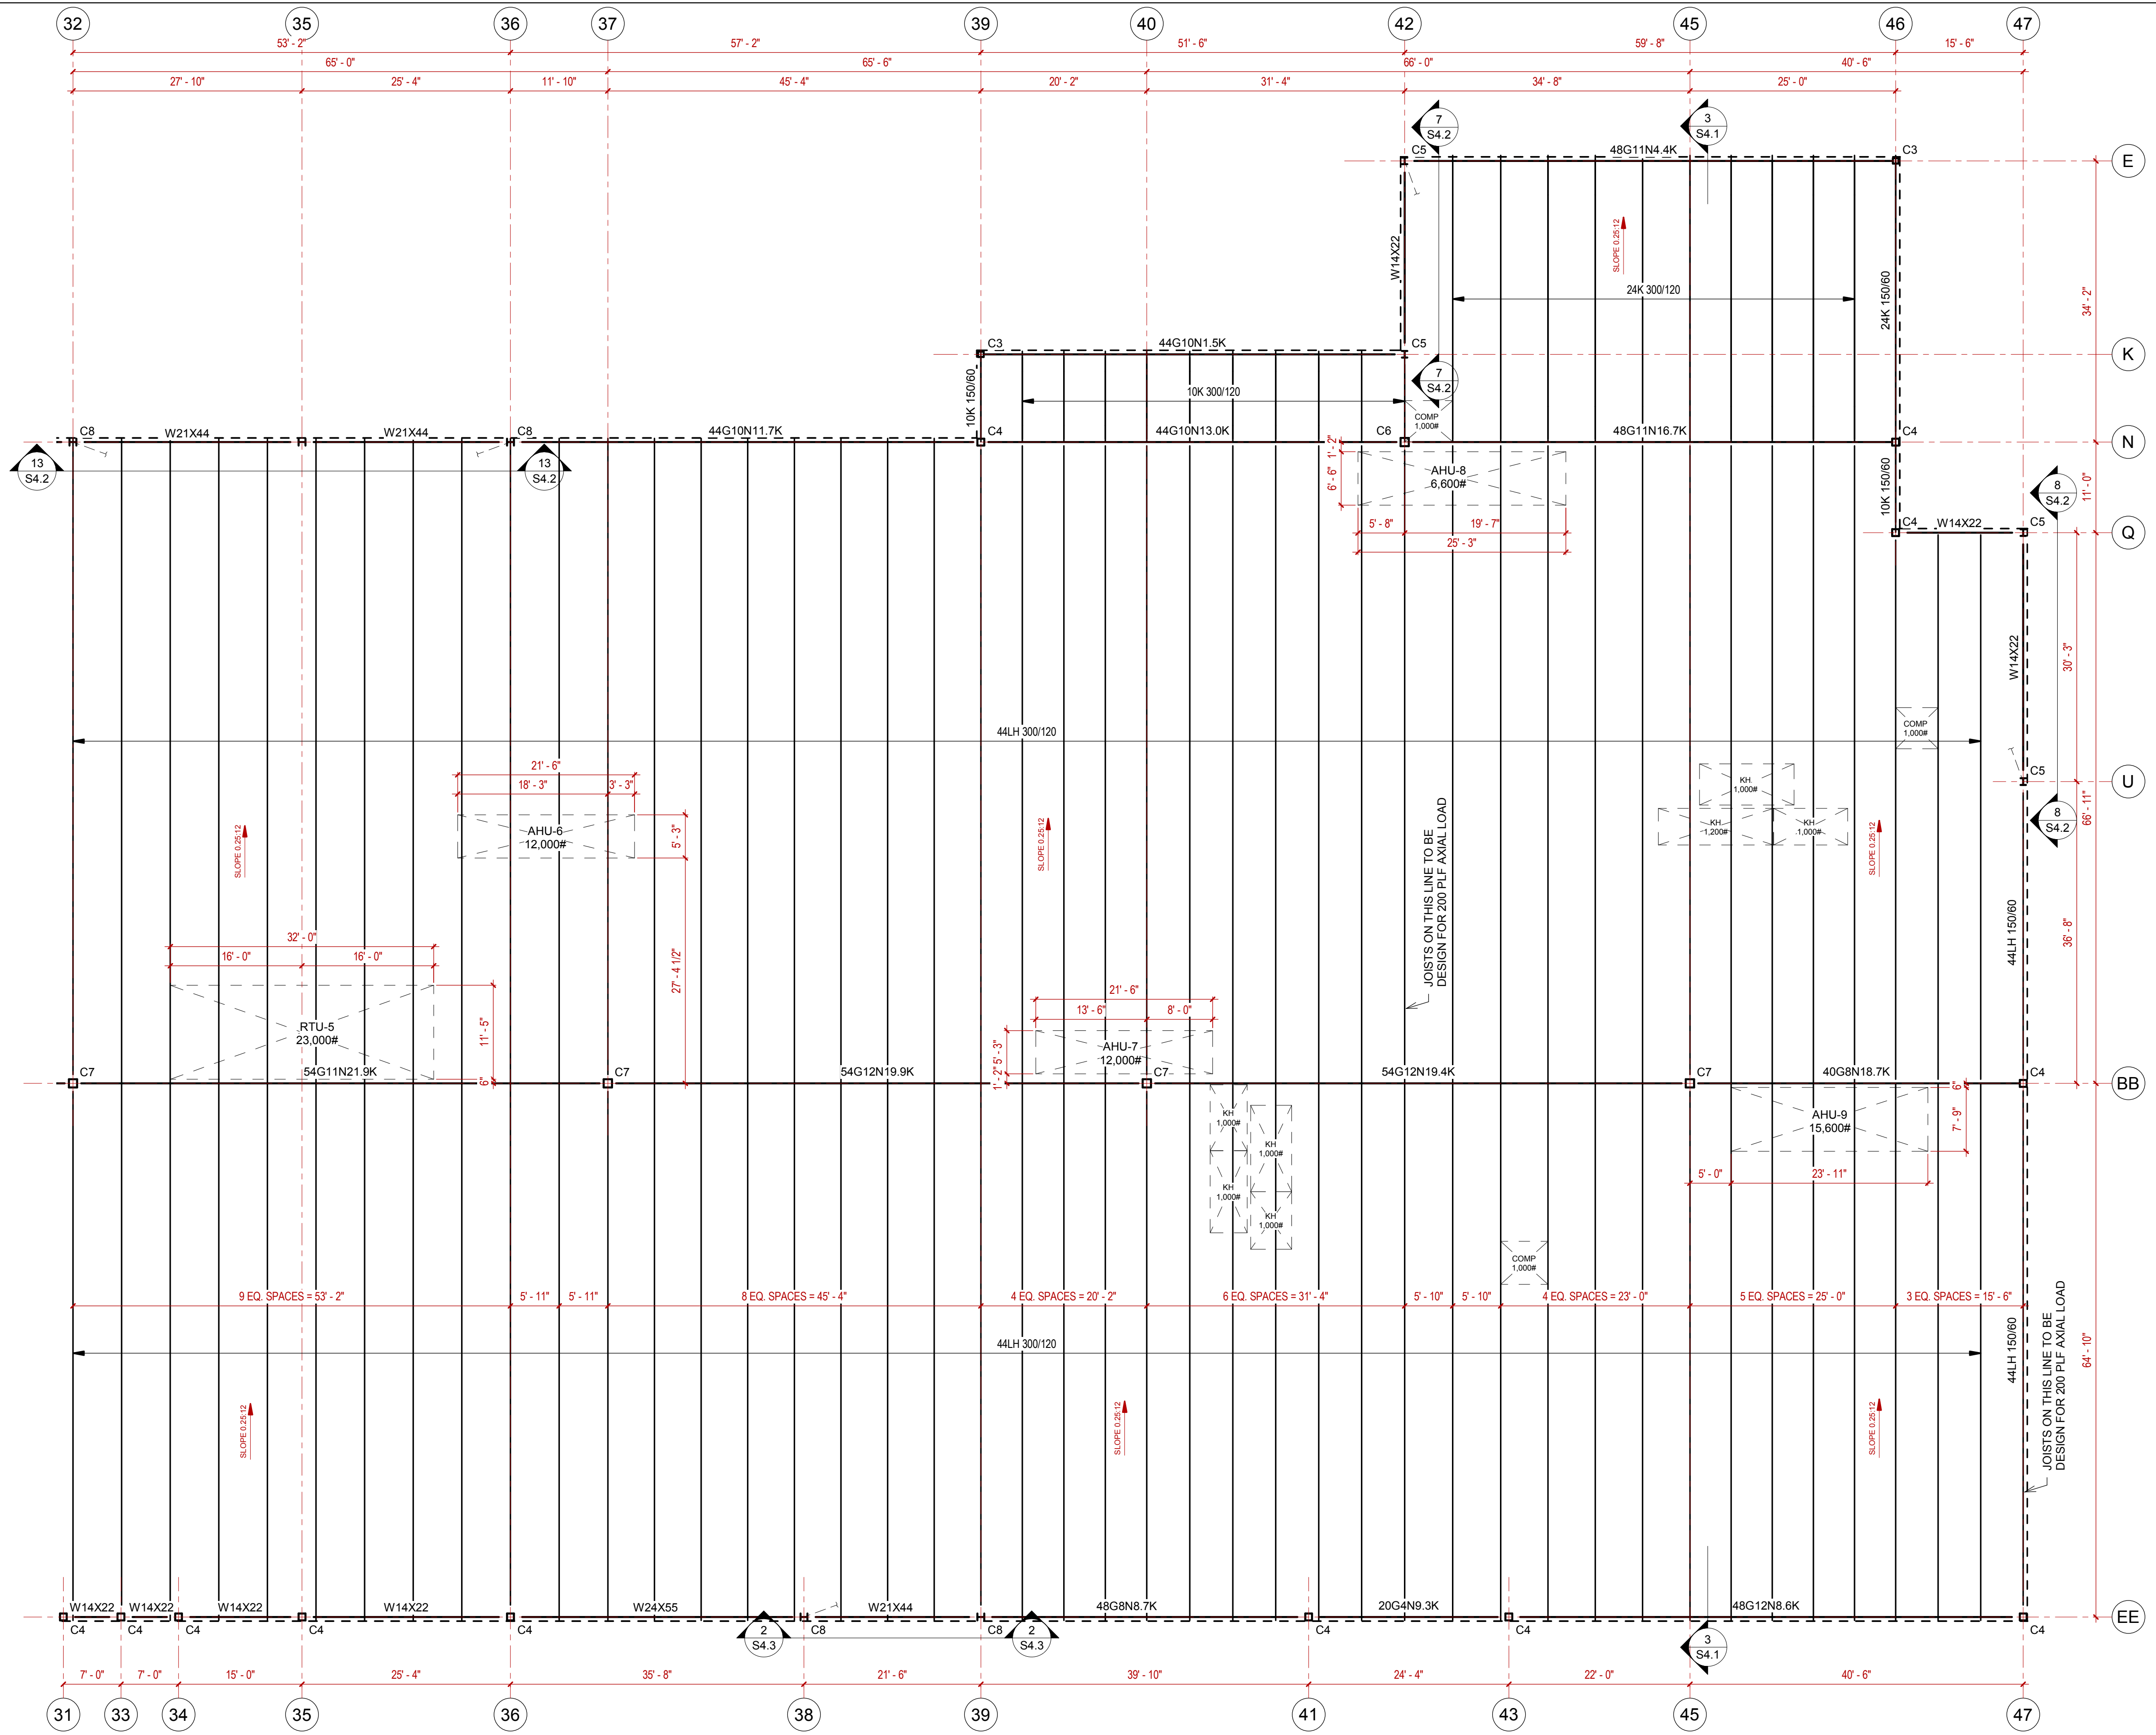 32
35
36
37
39
40
42
45
46
47
53' - 2"
57' - 2"
51' - 6"
59' - 8"
15' - 6"
65' - 0"
65' - 6"
66' - 0"
40' - 6"
27' - 10"
25' - 4"
11' - 10"
45' - 4"
20' - 2"
31' - 4"
34' - 8"
25' - 0"
7
S4.2
3
S4.1
C5
48G11N4.4K
C3
E
W14X22
SLOPE 0.25:12
24K 300/120
24K 150/60
34' - 2"
C3
44G10N1.5K
C5
K
10K 150/60
7
S4.2
10K 300/120
COMP
1,000#
C8
W21X44
W21X44
C8
44G10N11.7K
C4
44G10N13.0K
C6
48G11N16.7K
C4
N
13
S4.2
13
S4.2
1' - 2"
6' - 6"
AHU-8
6,600#
10K 150/60
8
S4.2
11' - 0"
5' - 8"
19' - 7"
25' - 3"
C4
W14X22
C5
Q
W14X22
30' - 3"
44LH 300/120
COMP
1,000#
21' - 6"
18' - 3"
3' - 3"
KH
1,000#
C5
U
AHU-6
12,000#
5' - 3"
SLOPE 0.25:12
SLOPE 0.25:12
KH
1,200#
KH
1,000#
SLOPE 0.25:12
8
S4.2
66' - 11"
JOISTS ON THIS LINE TO BE
DESIGN FOR 200 PLF AXIAL LOAD
44LH 150/60
36' - 8"
32' - 0"
16' - 0"
16' - 0"
27' - 4 1/2"
21' - 6"
13' - 6"
8' - 0"
RTU-5
23,000#
11' - 5"
5' - 3"
AHU-7
12,000#
1' - 2"
6"
C7
54G11N21.9K
C7
54G12N19.9K
C7
54G12N19.4K
C7
40G8N18.7K
C4
BB
6"
AHU-9
15,600#
7' - 9"
5' - 0"
23' - 11"
KH
1,000#
KH
1,000#
KH
1,000#
KH
1,000#
COMP
1,000#
9 EQ. SPACES = 53' - 2"
5' - 11"
5' - 11"
8 EQ. SPACES = 45' - 4"
4 EQ. SPACES = 20' - 2"
6 EQ. SPACES = 31' - 4"
5' - 10"
5' - 10"
4 EQ. SPACES = 23' - 0"
5 EQ. SPACES = 25' - 0"
3 EQ. SPACES = 15' - 6"
44LH 300/120
44LH 150/60
JOISTS ON THIS LINE TO BE
DESIGN FOR 200 PLF AXIAL LOAD
64' - 10"
SLOPE 0.25:12
SLOPE 0.25:12
SLOPE 0.25:12
W14X22
W14X22
W14X22
W14X22
W24X55
W21X44
48G8N8.7K
20G4N9.3K
48G12N8.6K
EE
C4
C4
C4
C4
C4
C8
C8
C4
C4
C4
2
S4.3
2
S4.3
3
S4.1
7' - 0"
7' - 0"
15' - 0"
25' - 4"
35' - 8"
21' - 6"
39' - 10"
24' - 4"
22' - 0"
40' - 6"
31
33
34
35
36
38
39
41
43
45
47